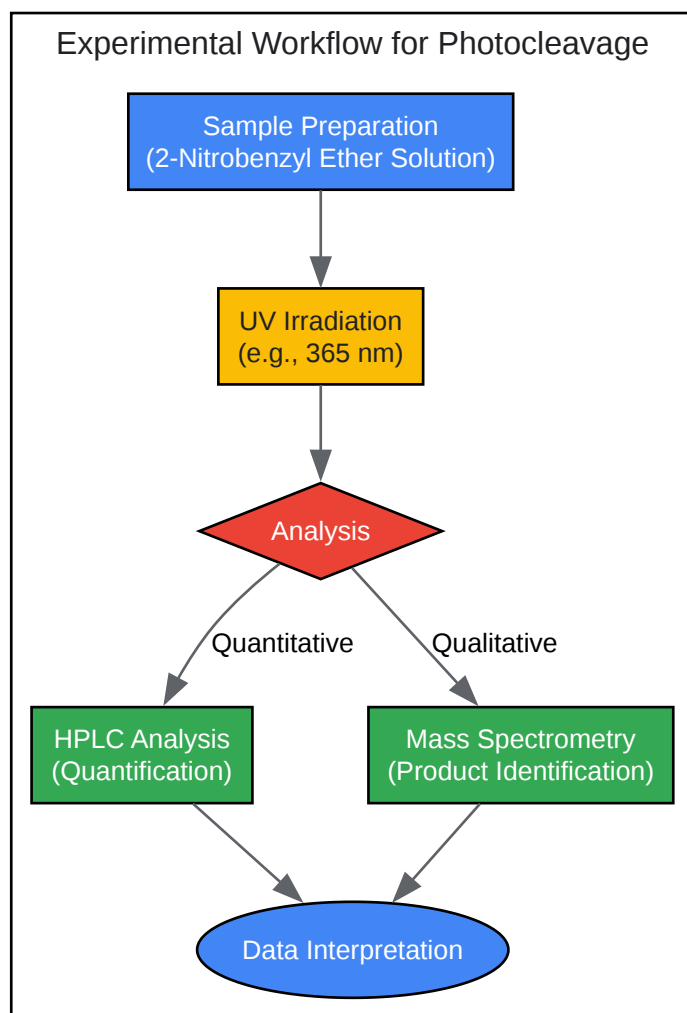 Experimental Workflow for Photocleavage
Sample Preparation
(2-Nitrobenzyl Ether Solution)
UV Irradiation
(e.g., 365 nm)
Analysis
Quantitative
Qualitative
HPLC Analysis
(Quantification)
Mass Spectrometry
(Product Identification)
Data Interpretation